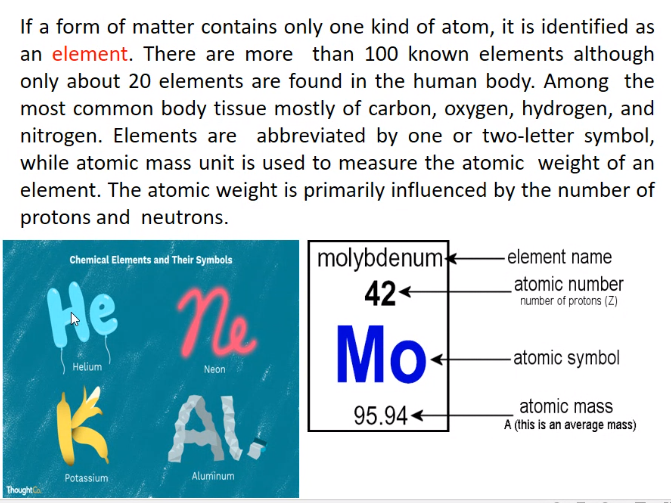 If a form of matter contains only one kind of atom, it is identified as
an element. There are more than 100 known elements although
only about 20 elements are found in the human body. Among the
most common body tissue mostly of carbon, oxygen, hydrogen, and
nitrogen. Elements are abbreviated by one or two-letter symbol,
while atomic mass unit is used to measure the atomic weight of an
element. The atomic weight is primarily influenced by the number of
protons and neutrons.
Chemical Elements and Their Symbols
He
Ne
Helium
Neon
K
Al
Potassium
Aluminum
ThoughtCo.
molybdenum
element name
42
atomic number
number of protons (Z)
Mo
atomic symbol
95.94
atomic mass
A (this is an average mass)